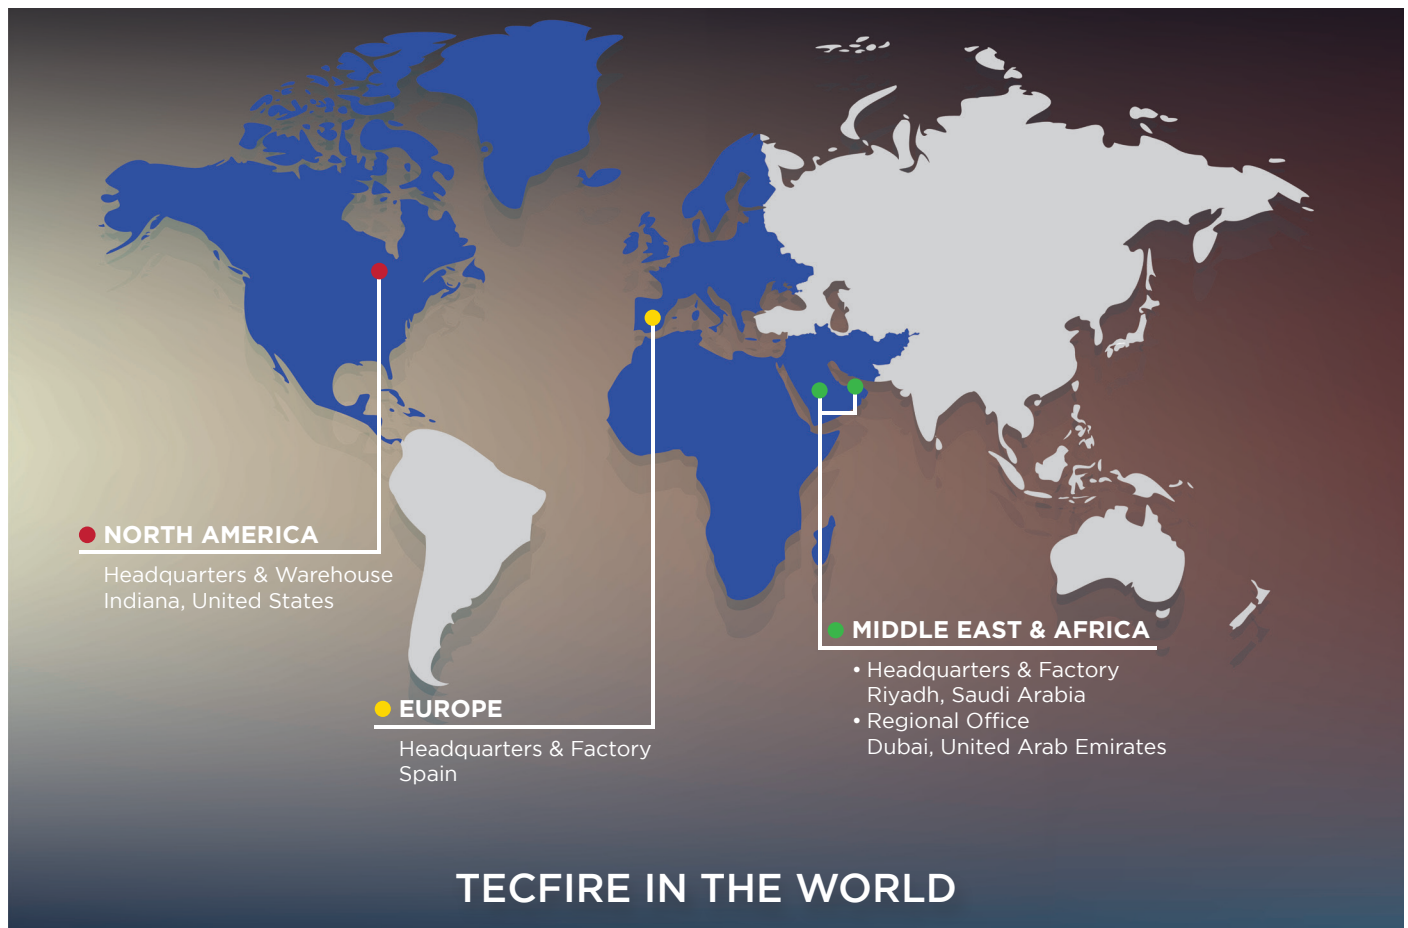 NORTH AMERICA
Headquarters & Warehouse
Indiana, United States
EUROPE
Headquarters & Factory
Spain
MIDDLE EAST & AFRICA
• Headquarters & Factory
Riyadh, Saudi Arabia
• Regional Office
Dubai, United Arab Emirates
TECFIRE IN THE WORLD